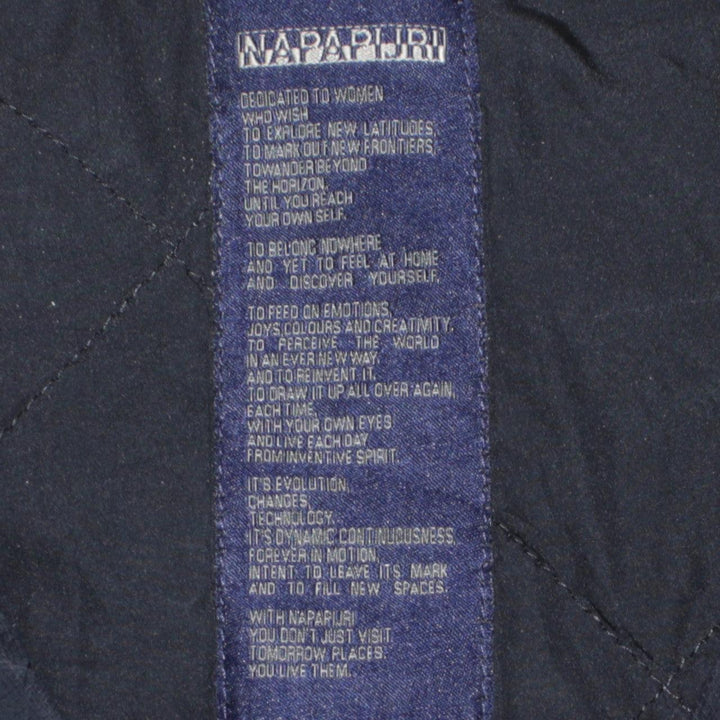 NAPAPIJRI
DEDICATED TO WOMEN
WHO WISH
TO EXPLORE NEW LATITUDES,
TO MARK OUT NEW FRONTIERS,
TO WANDER BEYOND
THE HORIZON,
UNTIL YOU REACH
YOUR OWN SELF.
TO BELONG NOWHERE
AND YET TO FEEL AT HOME
AND DISCOVER YOURSELF.
TO FEED ON EMOTIONS,
JOYS, COLOURS AND CREATIVITY.
TO PERCEIVE THE WORLD
IN AN EVER NEW WAY.
AND TO REINVENT IT.
TO DRAW IT UP ALL OVER AGAIN,
EACH TIME,
WITH YOUR OWN EYES
AND LIVE EACH DAY
FROM INVENTIVE SPIRIT.
IT'S EVOLUTION,
CHANGES,
TECHNOLOGY.
IT'S DYNAMIC CONTINUOUSNESS,
FOREVER IN MOTION,
INTENT TO LEAVE ITS MARK
AND TO FILL NEW SPACES.
WITH NAPAPIJRI
YOU DON'T JUST VISIT
TOMORROW PLACES.
YOU LIVE THEM.